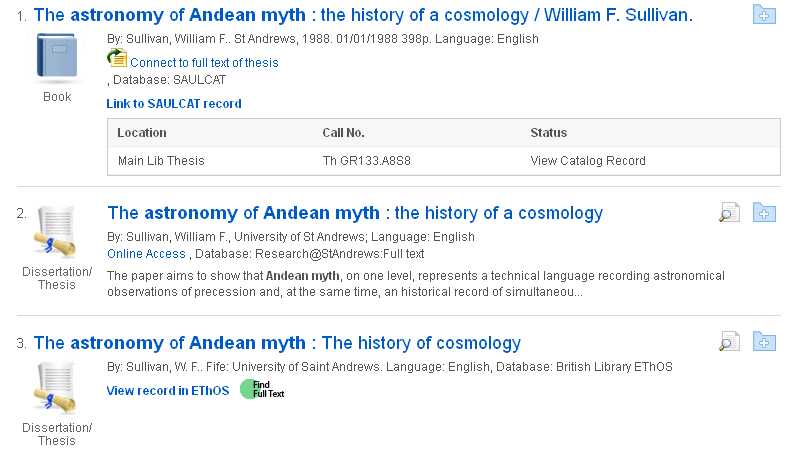 1. The astronomy of Andean myth : the history of a cosmology / William F. Sullivan.
By: Sullivan, William F.. St Andrews, 1988. 01/01/1988 398p. Language: English
Connect to full text of thesis
, Database: SAULCAT
Book
Link to SAULCAT record
Location Call No. Status
Main Lib Thesis Th GR133.A8S8 View Catalog Record
2. The astronomy of Andean myth : the history of a cosmology
By: Sullivan, William F., University of St Andrews; Language: English
Online Access , Database: Research@StAndrews:Full text
Dissertation/
Thesis
The paper aims to show that Andean myth, on one level, represents a technical language recording astronomical
observations of precession and, at the same time, an historical record of simultaneou...
3. The astronomy of Andean myth : The history of cosmology
By: Sullivan, W. F.. Fife: University of Saint Andrews. Language: English, Database: British Library EThOS
View record in EThOS Find
Full Text
Dissertation/
Thesis